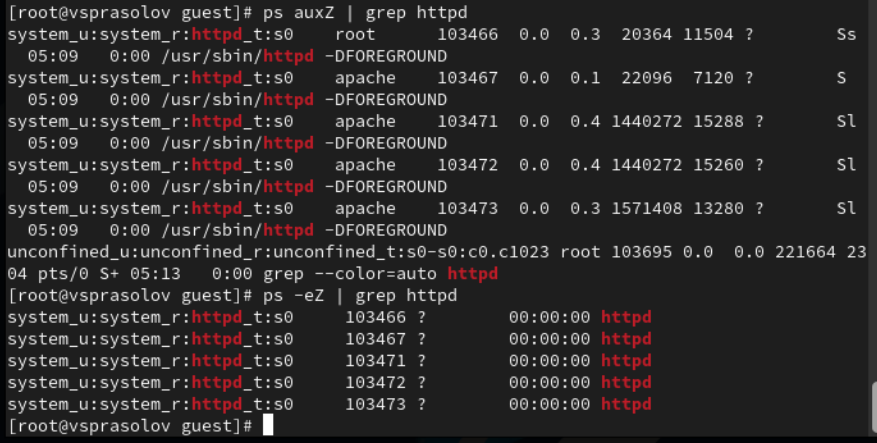 [root@vsprasolov guest]# ps auxZ | grep httpd
system_u:system_r:httpd_t:s0    root      103466  0.0  0.3  20364 11504 ?        Ss
  05:09   0:00 /usr/sbin/httpd -DFOREGROUND
system_u:system_r:httpd_t:s0    apache    103467  0.0  0.1  22096  7120 ?        S
  05:09   0:00 /usr/sbin/httpd -DFOREGROUND
system_u:system_r:httpd_t:s0    apache    103471  0.0  0.4 1440272 15288 ?       Sl
  05:09   0:00 /usr/sbin/httpd -DFOREGROUND
system_u:system_r:httpd_t:s0    apache    103472  0.0  0.4 1440272 15260 ?       Sl
  05:09   0:00 /usr/sbin/httpd -DFOREGROUND
system_u:system_r:httpd_t:s0    apache    103473  0.0  0.3 1571408 13280 ?       Sl
  05:09   0:00 /usr/sbin/httpd -DFOREGROUND
unconfined_u:unconfined_r:unconfined_t:s0-s0:c0.c1023 root 103695 0.0  0.0 221664 23
04 pts/0 S+ 05:13   0:00 grep --color=auto httpd
[root@vsprasolov guest]# ps -eZ | grep httpd
system_u:system_r:httpd_t:s0     103466 ?        00:00:00 httpd
system_u:system_r:httpd_t:s0     103467 ?        00:00:00 httpd
system_u:system_r:httpd_t:s0     103471 ?        00:00:00 httpd
system_u:system_r:httpd_t:s0     103472 ?        00:00:00 httpd
system_u:system_r:httpd_t:s0     103473 ?        00:00:00 httpd
[root@vsprasolov guest]#